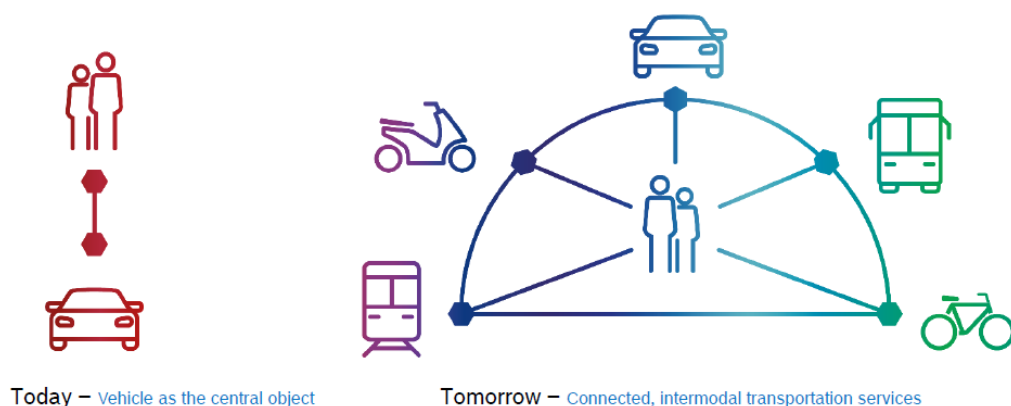 Today – Vehicle as the central object
Tomorrow – Connected, intermodal transportation services